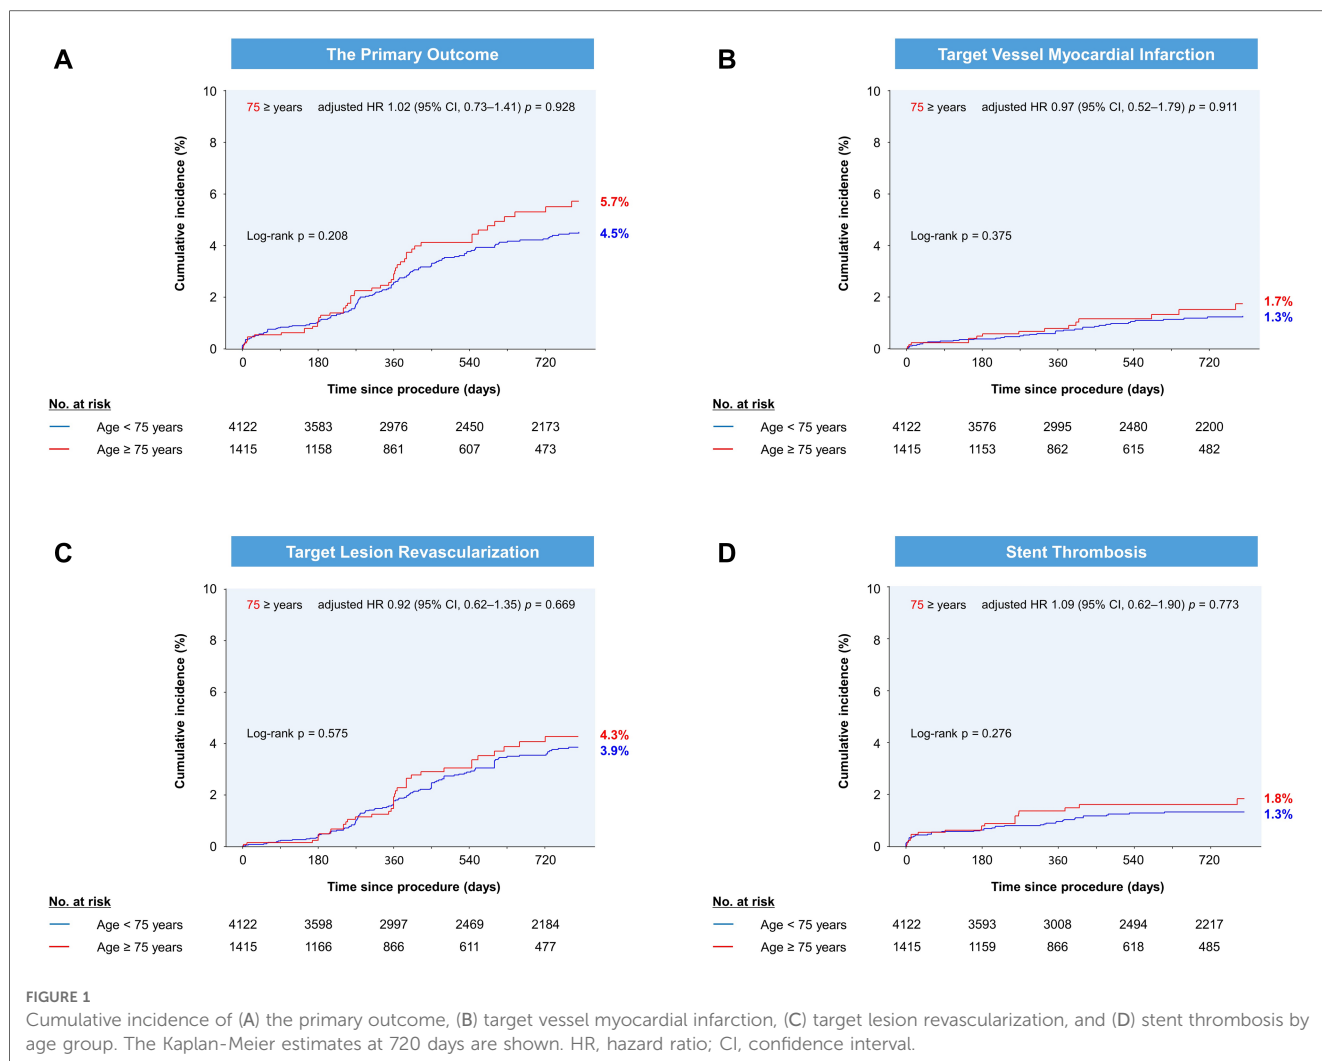 A
The Primary Outcome
10
8
6
4
2
0
Cumulative incidence (%)
75 ≥ years adjusted HR 1.02 (95% CI, 0.73–1.41) p = 0.928
Log-rank p = 0.208
5.7%
4.5%
0 180 360 540 720
Time since procedure (days)
No. at risk
Age < 75 years 4122 3583 2976 2450 2173
Age ≥ 75 years 1415 1158 861 607 473
B
Target Vessel Myocardial Infarction
10
8
6
4
2
0
Cumulative incidence (%)
75 ≥ years adjusted HR 0.97 (95% CI, 0.52–1.79) p = 0.911
Log-rank p = 0.375
1.7%
1.3%
0 180 360 540 720
Time since procedure (days)
No. at risk
Age < 75 years 4122 3576 2995 2480 2200
Age ≥ 75 years 1415 1153 862 615 482
C
Target Lesion Revascularization
10
8
6
4
2
0
Cumulative incidence (%)
75 ≥ years adjusted HR 0.92 (95% CI, 0.62–1.35) p = 0.669
Log-rank p = 0.575
4.3%
3.9%
0 180 360 540 720
Time since procedure (days)
No. at risk
Age < 75 years 4122 3598 2997 2469 2184
Age ≥ 75 years 1415 1166 866 611 477
D
Stent Thrombosis
10
8
6
4
2
0
Cumulative incidence (%)
75 ≥ years adjusted HR 1.09 (95% CI, 0.62–1.90) p = 0.773
Log-rank p = 0.276
1.8%
1.3%
0 180 360 540 720
Time since procedure (days)
No. at risk
Age < 75 years 4122 3593 3008 2494 2217
Age ≥ 75 years 1415 1159 866 618 485
FIGURE 1
Cumulative incidence of (A) the primary outcome, (B) target vessel myocardial infarction, (C) target lesion revascularization, and (D) stent thrombosis by
age group. The Kaplan-Meier estimates at 720 days are shown. HR, hazard ratio; CI, confidence interval.